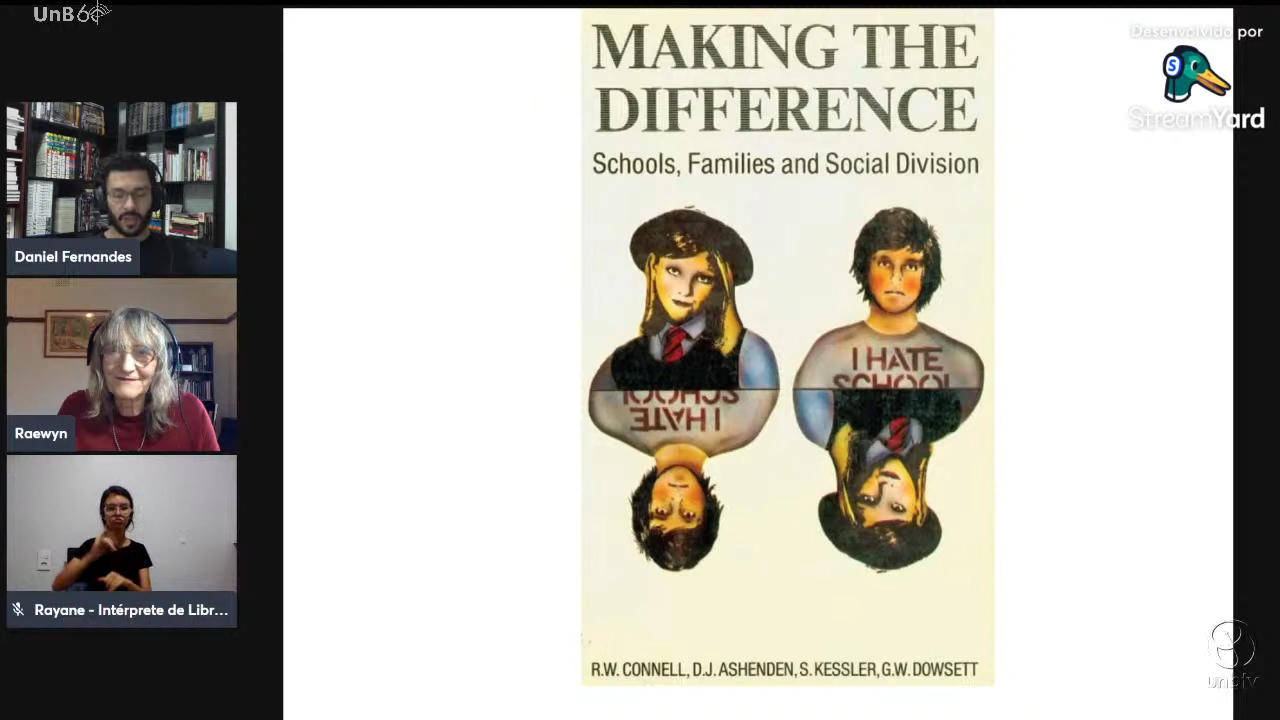 UnB 60
Desenvolvido por
StreamYard
Daniel Fernandes
Raewyn
Rayane - Intérprete de Libr...
MAKING THE
DIFFERENCE
Schools, Families and Social Division
I HATE
SCHOOL
I HATE
SCHOOL
R.W. CONNELL, D.J. ASHENDEN, S. KESSLER, G.W. DOWSETT
unbtv